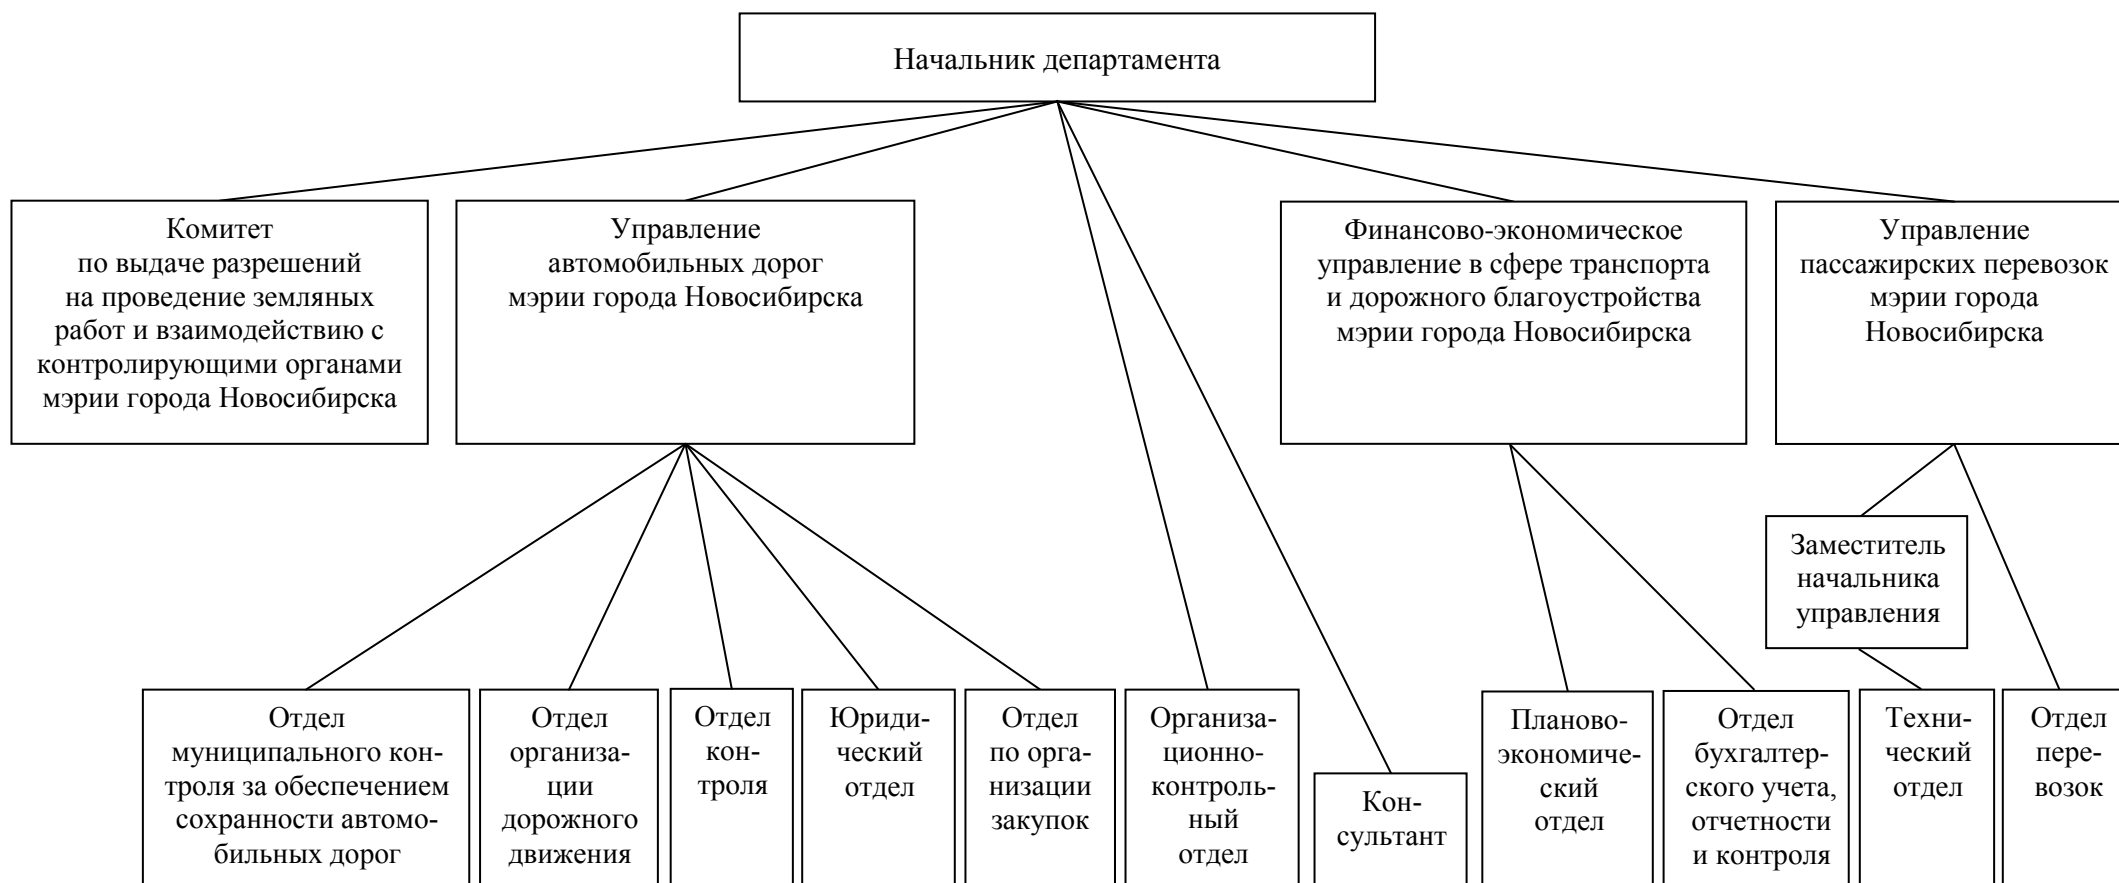 Начальник департамента
Комитет
по выдаче разрешений
на проведение земляных
работ и взаимодействию с
контролирующими органами
мэрии города Новосибирска
Управление
автомобильных дорог
мэрии города Новосибирска
Финансово-экономическое
управление в сфере транспорта
и дорожного благоустройства
мэрии города Новосибирска
Управление
пассажирских перевозок
мэрии города
Новосибирска
Заместитель
начальника
управления
Отдел
муниципального кон-
троля за обеспечением
сохранности автомо-
бильных дорог
Отдел
организа-
ции
дорожного
движения
Отдел
кон-
троля
Юриди-
ческий
отдел
Отдел
по орга-
низации
закупок
Организа-
ционно-
контроль-
ный
отдел
Кон-
сультант
Планово-
экономиче-
ский
отдел
Отдел
бухгалтер-
ского учета,
отчетности
и контроля
Техни-
ческий
отдел
Отдел
пере-
возок